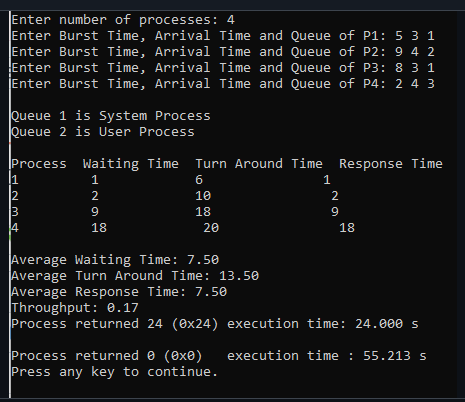 Enter number of processes: 4
Enter Burst Time, Arrival Time and Queue of P1: 5 3 1
Enter Burst Time, Arrival Time and Queue of P2: 9 4 2
Enter Burst Time, Arrival Time and Queue of P3: 8 3 1
Enter Burst Time, Arrival Time and Queue of P4: 2 4 3
Queue 1 is System Process
Queue 2 is User Process
Process  Waiting Time  Turn Around Time  Response Time
1         1            6               1
2         2            10               2
3         9            18               9
4         18            20               18
Average Waiting Time: 7.50
Average Turn Around Time: 13.50
Average Response Time: 7.50
Throughput: 0.17
Process returned 24 (0x24) execution time: 24.000 s
Process returned 0 (0x0)   execution time : 55.213 s
Press any key to continue.